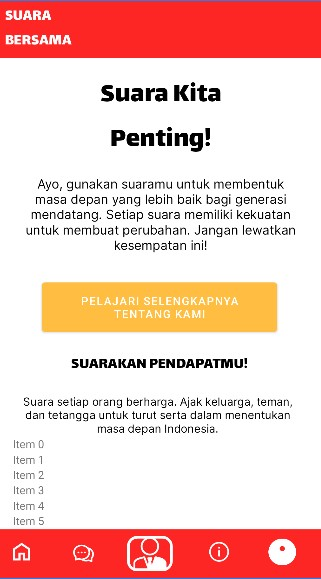 SUARA
BERSAMA
Suara Kita
Penting!
Ayo, gunakan suaramu untuk membentuk
masa depan yang lebih baik bagi generasi
mendatang. Setiap suara memiliki kekuatan
untuk membuat perubahan. Jangan lewatkan
kesempatan ini!
PELAJARI SELENGKAPNYA
TENTANG KAMI
SUARAKAN PENDAPATMU!
Suara setiap orang berharga. Ajak keluarga, teman,
dan tetangga untuk turut serta dalam menentukan
masa depan Indonesia.
Item 0
Item 1
Item 2
Item 3
Item 4
Item 5